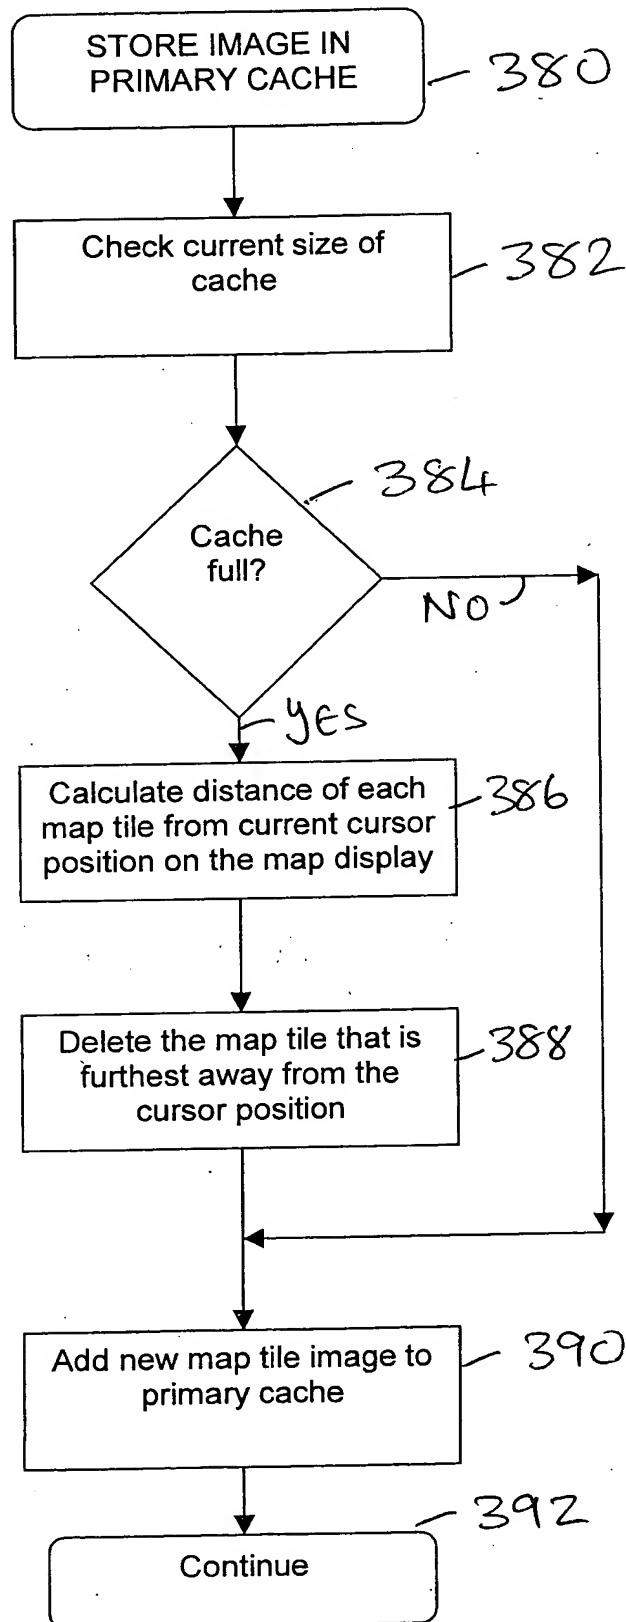 STORE IMAGE IN
PRIMARY CACHE
380
Check current size of
cache
382
384
Cache
full?
NO
YES
Calculate distance of each
map tile from current cursor
position on the map display
386
Delete the map tile that is
furthest away from the
cursor position
388
Add new map tile image to
primary cache
390
392
Continue